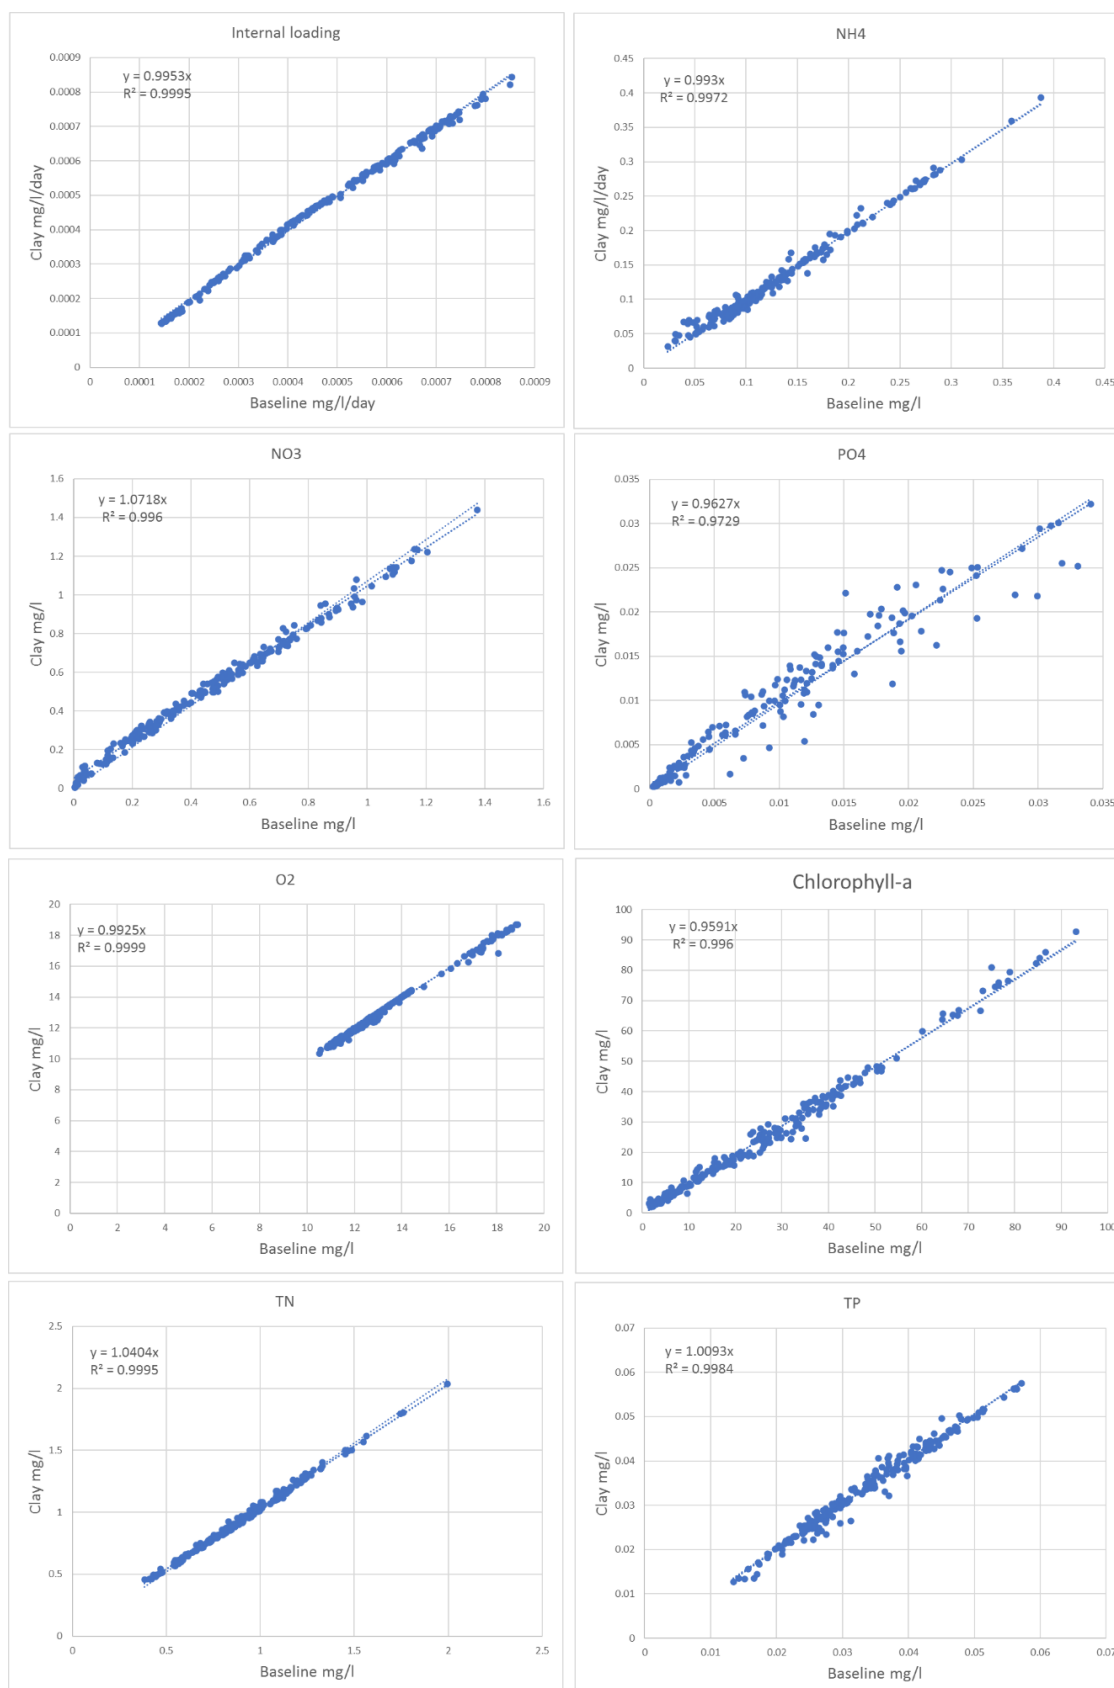 Internal loading
y = 0.9953x
R² = 0.9995
0.0009
0.0008
0.0007
0.0006
0.0005
0.0004
0.0003
0.0002
0.0001
0
Clay mg/l/day
0 0.0001 0.0002 0.0003 0.0004 0.0005 0.0006 0.0007 0.0008 0.0009
Baseline mg/l/day
NH4
y = 0.993x
R² = 0.9972
0.45
0.4
0.35
0.3
0.25
0.2
0.15
0.1
0.05
0
Clay mg/l/day
0 0.05 0.1 0.15 0.2 0.25 0.3 0.35 0.4 0.45
Baseline mg/l
NO3
y = 1.0718x
R² = 0.996
1.6
1.4
1.2
1
0.8
0.6
0.4
0.2
0
Clay mg/l
0 0.2 0.4 0.6 0.8 1 1.2 1.4 1.6
Baseline mg/l
PO4
y = 0.9627x
R² = 0.9729
0.035
0.03
0.025
0.02
0.015
0.01
0.005
0
Clay mg/l
0 0.005 0.01 0.015 0.02 0.025 0.03 0.035
Baseline mg/l
O2
y = 0.9925x
R² = 0.9999
20
18
16
14
12
10
8
6
4
2
0
Clay mg/l
0 2 4 6 8 10 12 14 16 18 20
Baseline mg/l
Chlorophyll-a
y = 0.9591x
R² = 0.996
100
90
80
70
60
50
40
30
20
10
0
Clay mg/l
0 10 20 30 40 50 60 70 80 90 100
Baseline mg/l
TN
y = 1.0404x
R² = 0.9995
2.5
2
1.5
1
0.5
0
Clay mg/l
0 0.5 1 1.5 2 2.5
Baseline mg/l
TP
y = 1.0093x
R² = 0.9984
0.07
0.06
0.05
0.04
0.03
0.02
0.01
0
Clay mg/l
0 0.01 0.02 0.03 0.04 0.05 0.06 0.07
Baseline mg/l